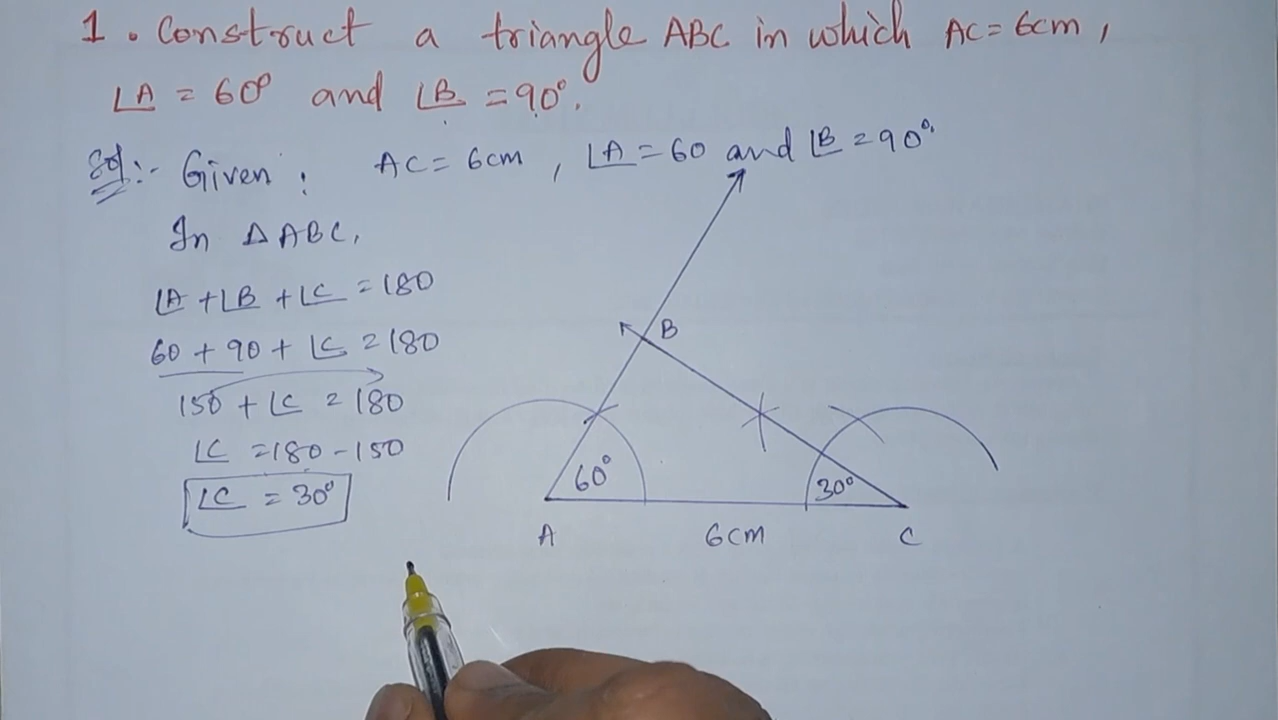 1. Construct a triangle ABC in which AC = 6cm,
∠A = 60° and ∠B = 90°.
Sol:- Given: AC = 6cm, ∠A = 60 and ∠B = 90°.
In △ABC,
∠A + ∠B + ∠C = 180
60 + 90 + ∠C = 180
150 + ∠C = 180
∠C = 180 - 150
∠C = 30°
B
60°
30°
A 6cm C